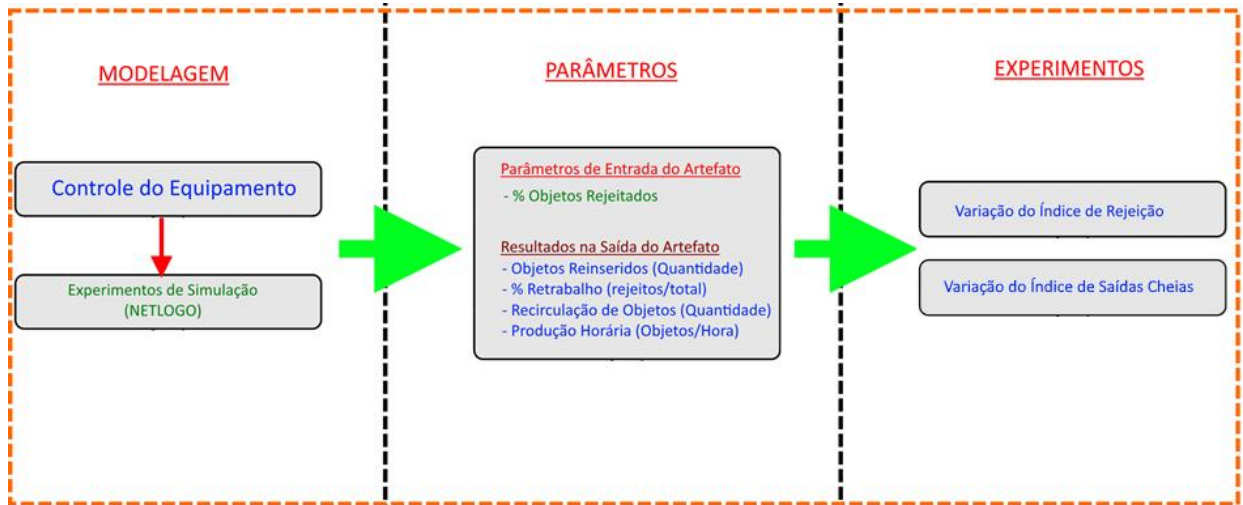 MODELAGEM
Controle do Equipamento
Experimentos de Simulação
(NETLOGO)
PARÂMETROS
Parâmetros de Entrada do Artefato
- % Objetos Rejeitados
Resultados na Saída do Artefato
- Objetos Reinseridos (Quantidade)
- % Retrabalho (rejeitos/total)
- Recirculação de Objetos (Quantidade)
- Produção Horária (Objetos/Hora)
EXPERIMENTOS
Variação do Índice de Rejeição
Variação do Índice de Saídas Cheias